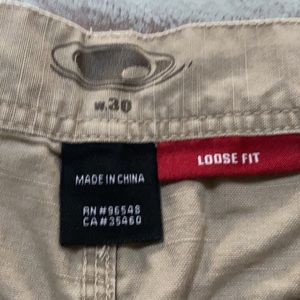 W.30
LOOSE FIT
MADE IN CHINA
RN#96548
CA#35460